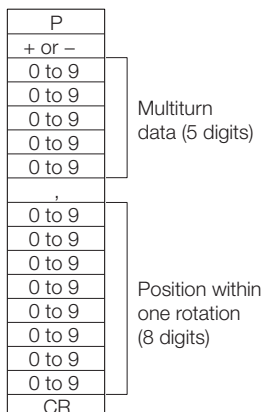 P
+ or –
0 to 9
0 to 9
0 to 9
0 to 9
0 to 9
Multiturn
data (5 digits)
,
0 to 9
0 to 9
0 to 9
0 to 9
0 to 9
0 to 9
0 to 9
0 to 9
Position within
one rotation
(8 digits)
CR